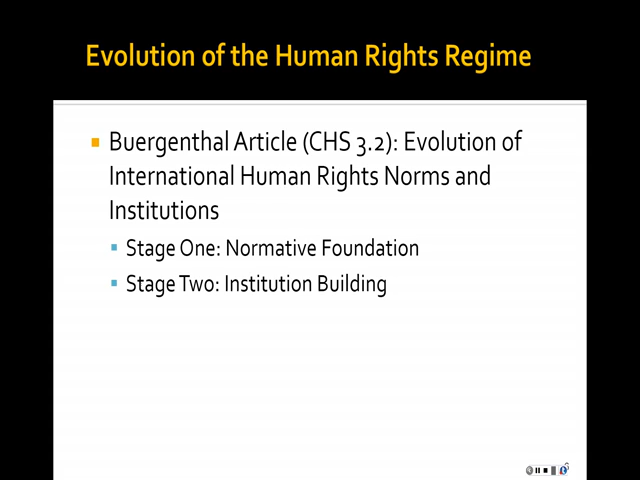 Evolution of the Human Rights Regime
Buergenthal Article (CHS 3.2): Evolution of
International Human Rights Norms and
Institutions
Stage One: Normative Foundation
Stage Two: Institution Building